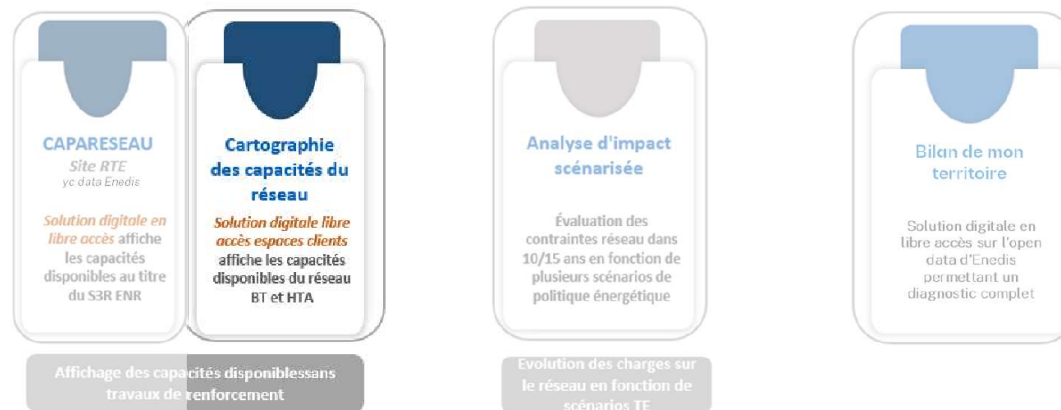 CAPARESEAU
Site RTE
yc data Enedis
Solution digitale en
libre accès affiche
les capacités
disponibles au titre
du S3R ENR
Cartographie
des capacités du
réseau
Solution digitale libre
accès espaces clients
affiche les capacités
disponibles du réseau
BT et HTA
Affichage des capacités disponiblessans
travaux de renforcement
Analyse d'impact
scénarisée
Évaluation des
contraintes réseau dans
10/15 ans en fonction de
plusieurs scénarios de
politique énergétique
Evolution des charges sur
le réseau en fonction de
scénarios TE
Bilan de mon
territoire
Solution digitale en
libre accès sur l'open
data d'Enedis
permettant un
diagnostic complet